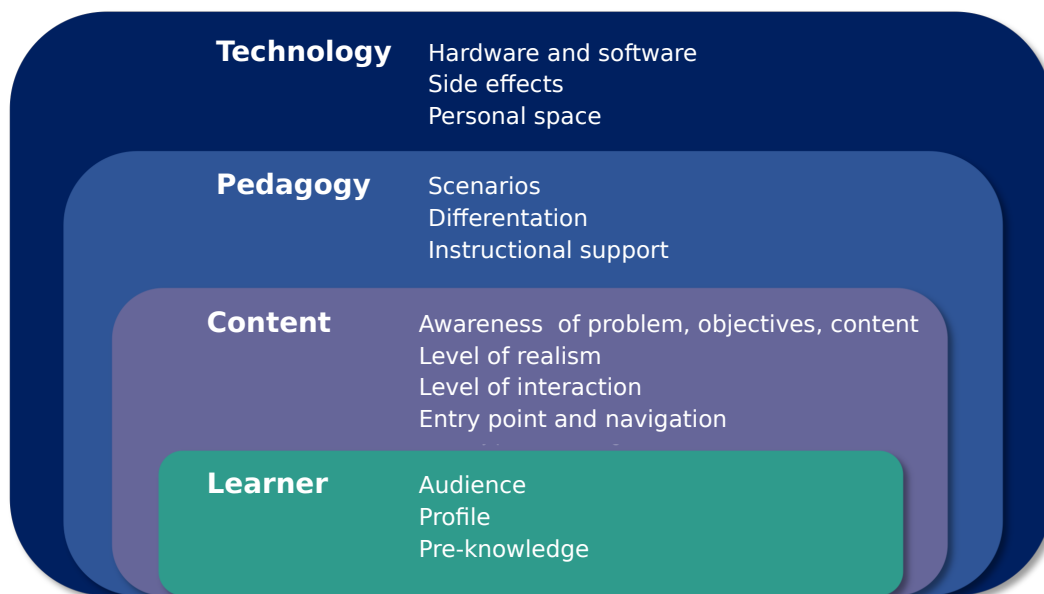 Technology
Hardware and software
Side effects
Personal space
Pedagogy
Scenarios
Differentation
Instructional support
Content
Awareness  of problem, objectives, content
Level of realism
Level of interaction
Entry point and navigation
Learner
Audience
Profile
Pre-knowledge